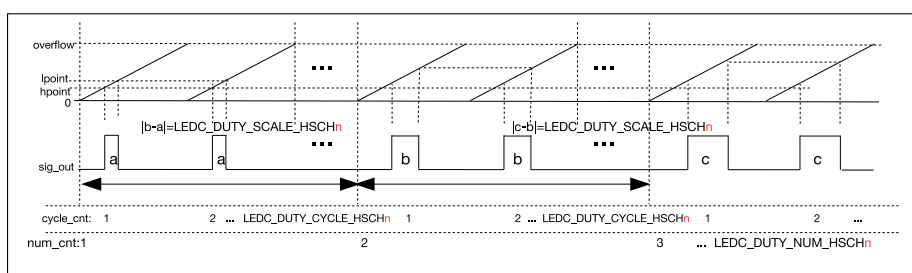 overflow
lpoint
hpoint
0
|b-a|=LEDC_DUTY_SCALE_HSCHn
|c-b|=LEDC_DUTY_SCALE_HSCHn
sig_out
a a b b c c
cycle_cnt: 1 2 ... LEDC_DUTY_CYCLE_HSCHn 1 2 ... LEDC_DUTY_CYCLE_HSCHn 1 2 ...
num_cnt:1 2 3 ... LEDC_DUTY_NUM_HSCHn